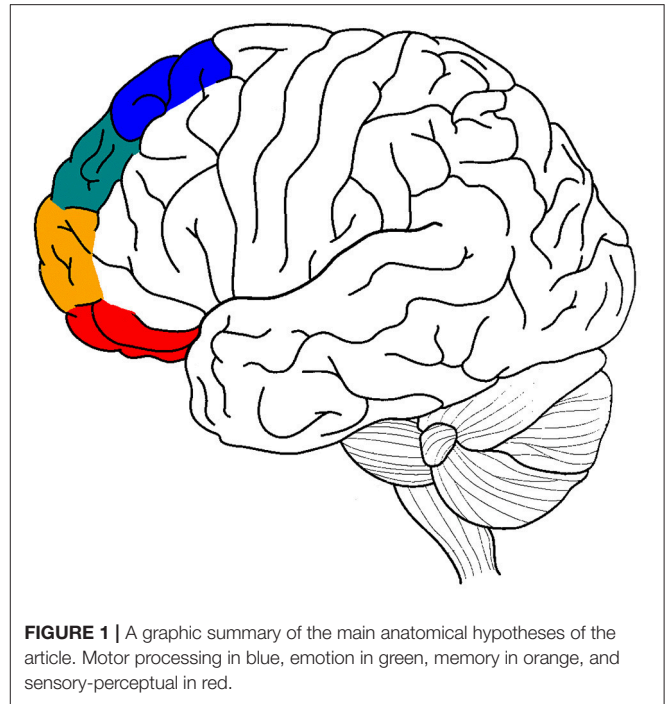 FIGURE 1 | A graphic summary of the main anatomical hypotheses of the
article. Motor processing in blue, emotion in green, memory in orange, and
sensory-perceptual in red.